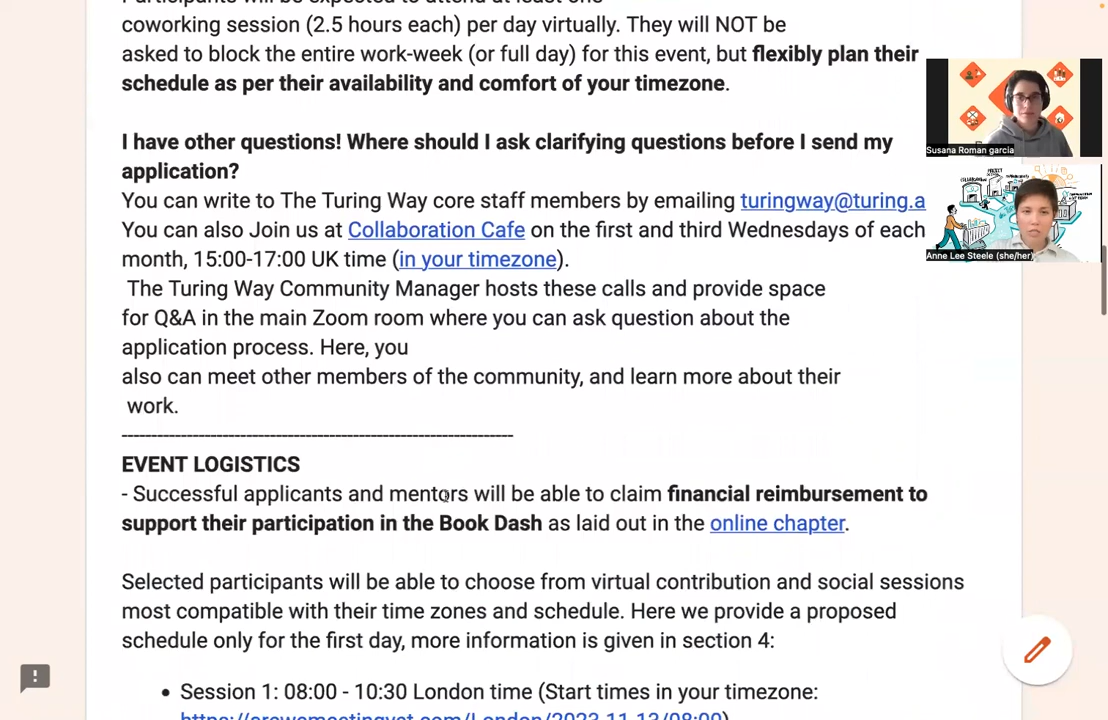 coworking session (2.5 hours each) per day virtually. They will NOT be
asked to block the entire work-week (or full day) for this event, but flexibly plan their
schedule as per their availability and comfort of your timezone.
I have other questions! Where should I ask clarifying questions before I send my
application?
You can write to The Turing Way core staff members by emailing turingway@turing.a
You can also Join us at Collaboration Cafe on the first and third Wednesdays of each
month, 15:00-17:00 UK time (in your timezone).
The Turing Way Community Manager hosts these calls and provide space
for Q&A in the main Zoom room where you can ask question about the
application process. Here, you
also can meet other members of the community, and learn more about their
work.
-----------------------------------------------------------------
EVENT LOGISTICS
- Successful applicants and mentors will be able to claim financial reimbursement to
support their participation in the Book Dash as laid out in the online chapter.
Selected participants will be able to choose from virtual contribution and social sessions
most compatible with their time zones and schedule. Here we provide a proposed
schedule only for the first day, more information is given in section 4:
• Session 1: 08:00 - 10:30 London time (Start times in your timezone:
Susana Roman garcia
Anne Lee Steele (she/her)